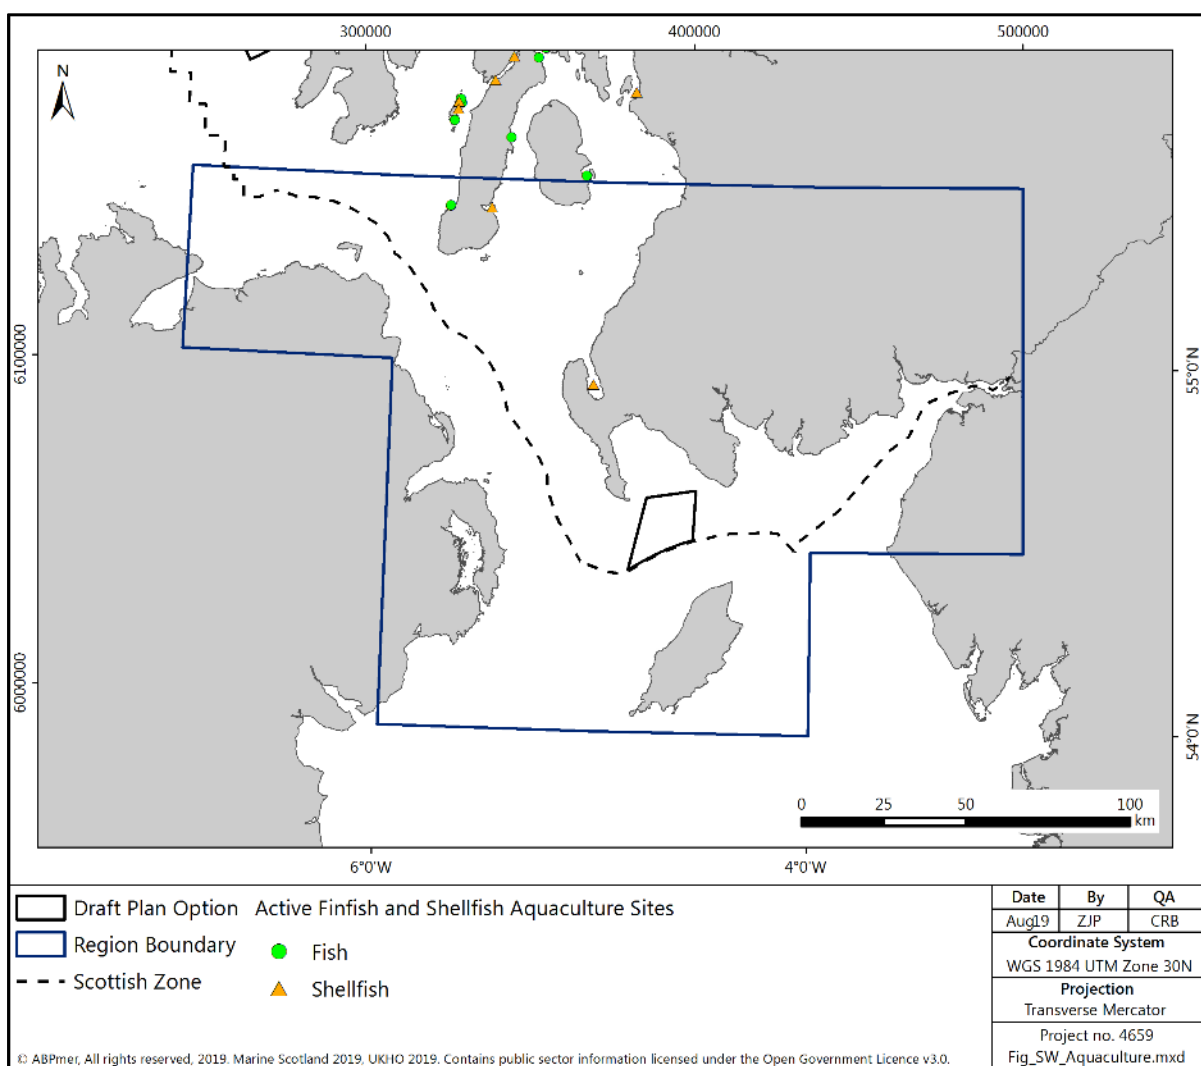 300000 400000 500000
N
6100000
55°0'N
6000000
54°0'N
0 25 50 100
km
6°0'W 4°0'W
Draft Plan Option
Region Boundary
Scottish Zone
Active Finfish and Shellfish Aquaculture Sites
Fish
Shellfish
Date By QA
Aug19 ZJP CRB
Coordinate System
WGS 1984 UTM Zone 30N
Projection
Transverse Mercator
Project no. 4659
Fig_SW_Aquaculture.mxd
© ABPmer, All rights reserved, 2019. Marine Scotland 2019, UKHO 2019. Contains public sector information licensed under the Open Government Licence v3.0.